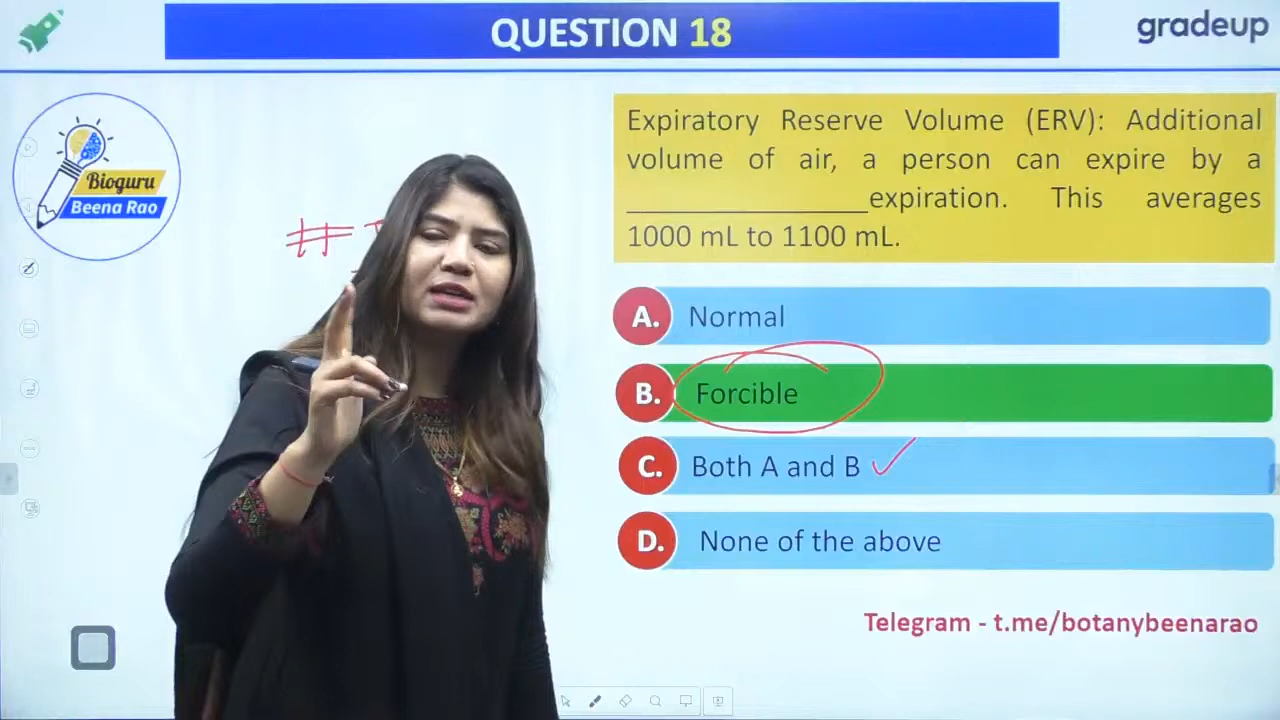 QUESTION 18
gradeup
Bioguru
Beena Rao
#
Expiratory Reserve Volume (ERV): Additional
volume of air, a person can expire by a
________________expiration. This averages
1000 mL to 1100 mL.
A. Normal
B. Forcible
C. Both A and B
D. None of the above
Telegram - t.me/botanybeenarao